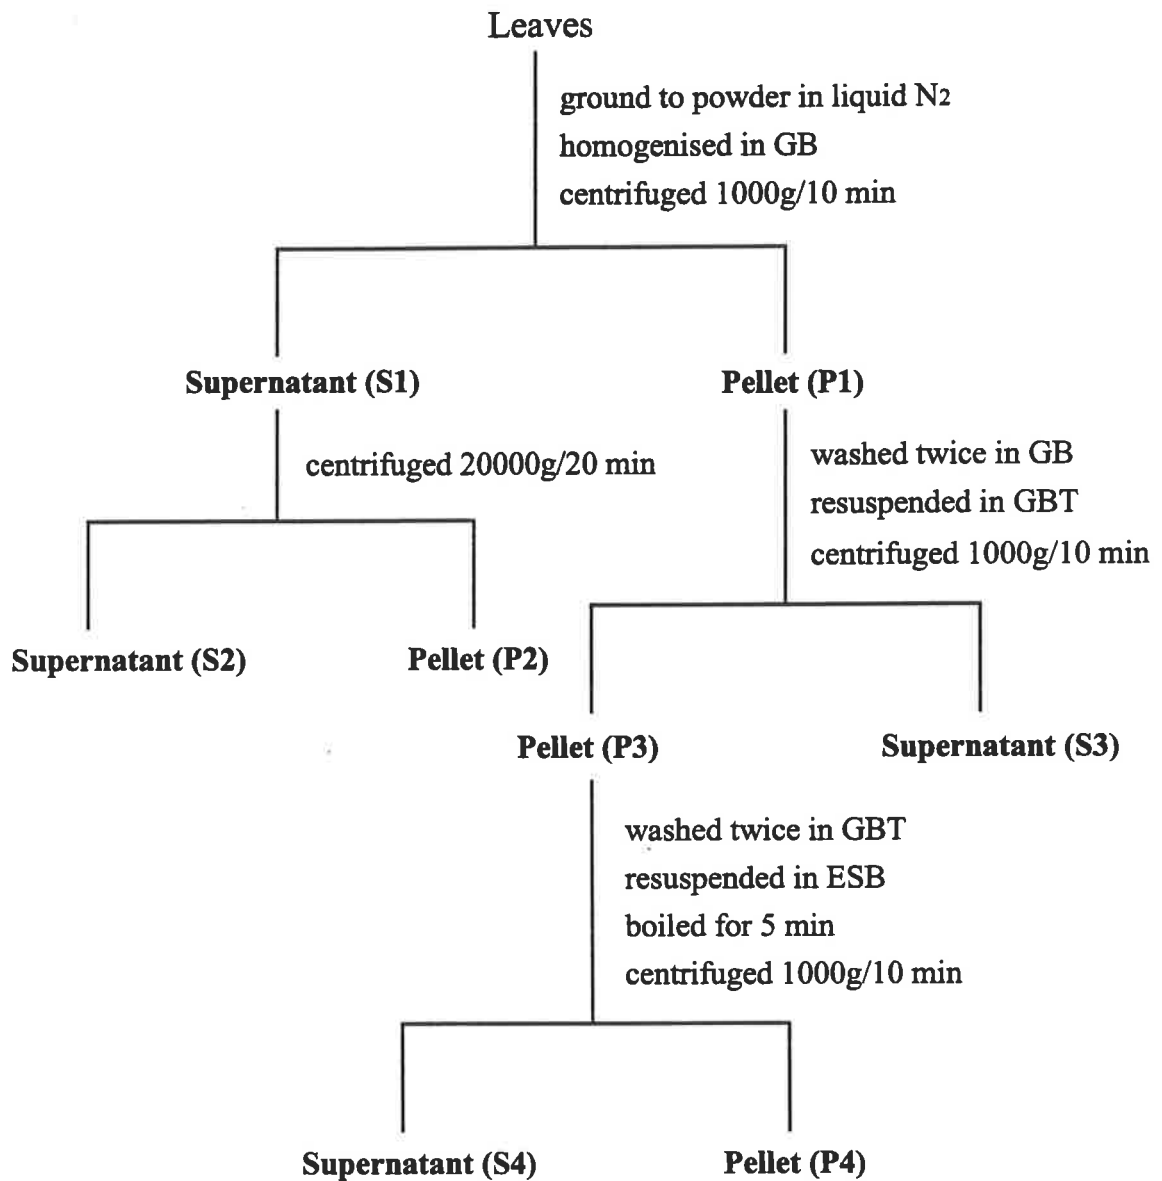 Leaves
ground to powder in liquid N2
homogenised in GB
centrifuged 1000g/10 min
Supernatant (S1)
Pellet (P1)
centrifuged 20000g/20 min
washed twice in GB
resuspended in GBT
centrifuged 1000g/10 min
Supernatant (S2)
Pellet (P2)
Pellet (P3)
Supernatant (S3)
washed twice in GBT
resuspended in ESB
boiled for 5 min
centrifuged 1000g/10 min
Supernatant (S4)
Pellet (P4)